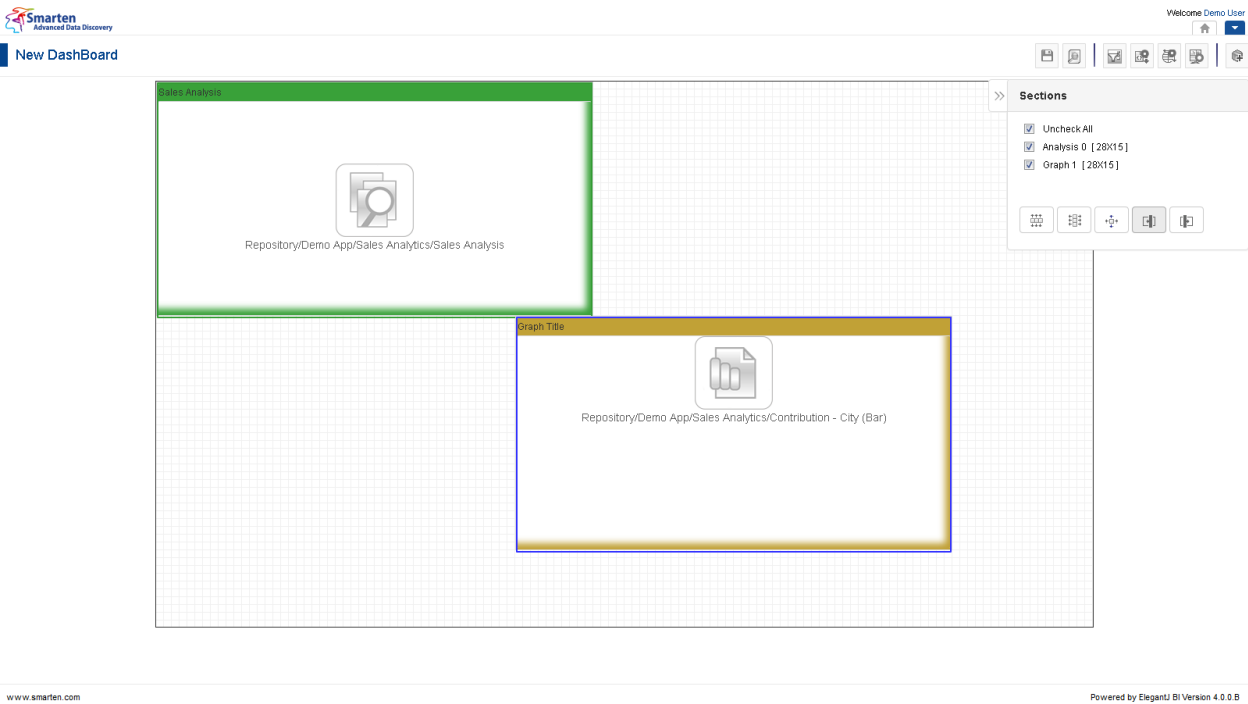 Smarten
Advanced Data Discovery
Welcome Demo User
New DashBoard
Sales Analysis
Repository/Demo App/Sales Analytics/Sales Analysis
Graph Title
Repository/Demo App/Sales Analytics/Contribution - City (Bar)
Sections
Uncheck All
Analysis 0 [ 28X15 ]
Graph 1 [ 28X15 ]
www.smarten.com
Powered by ElegantJ BI Version 4.0.0.B